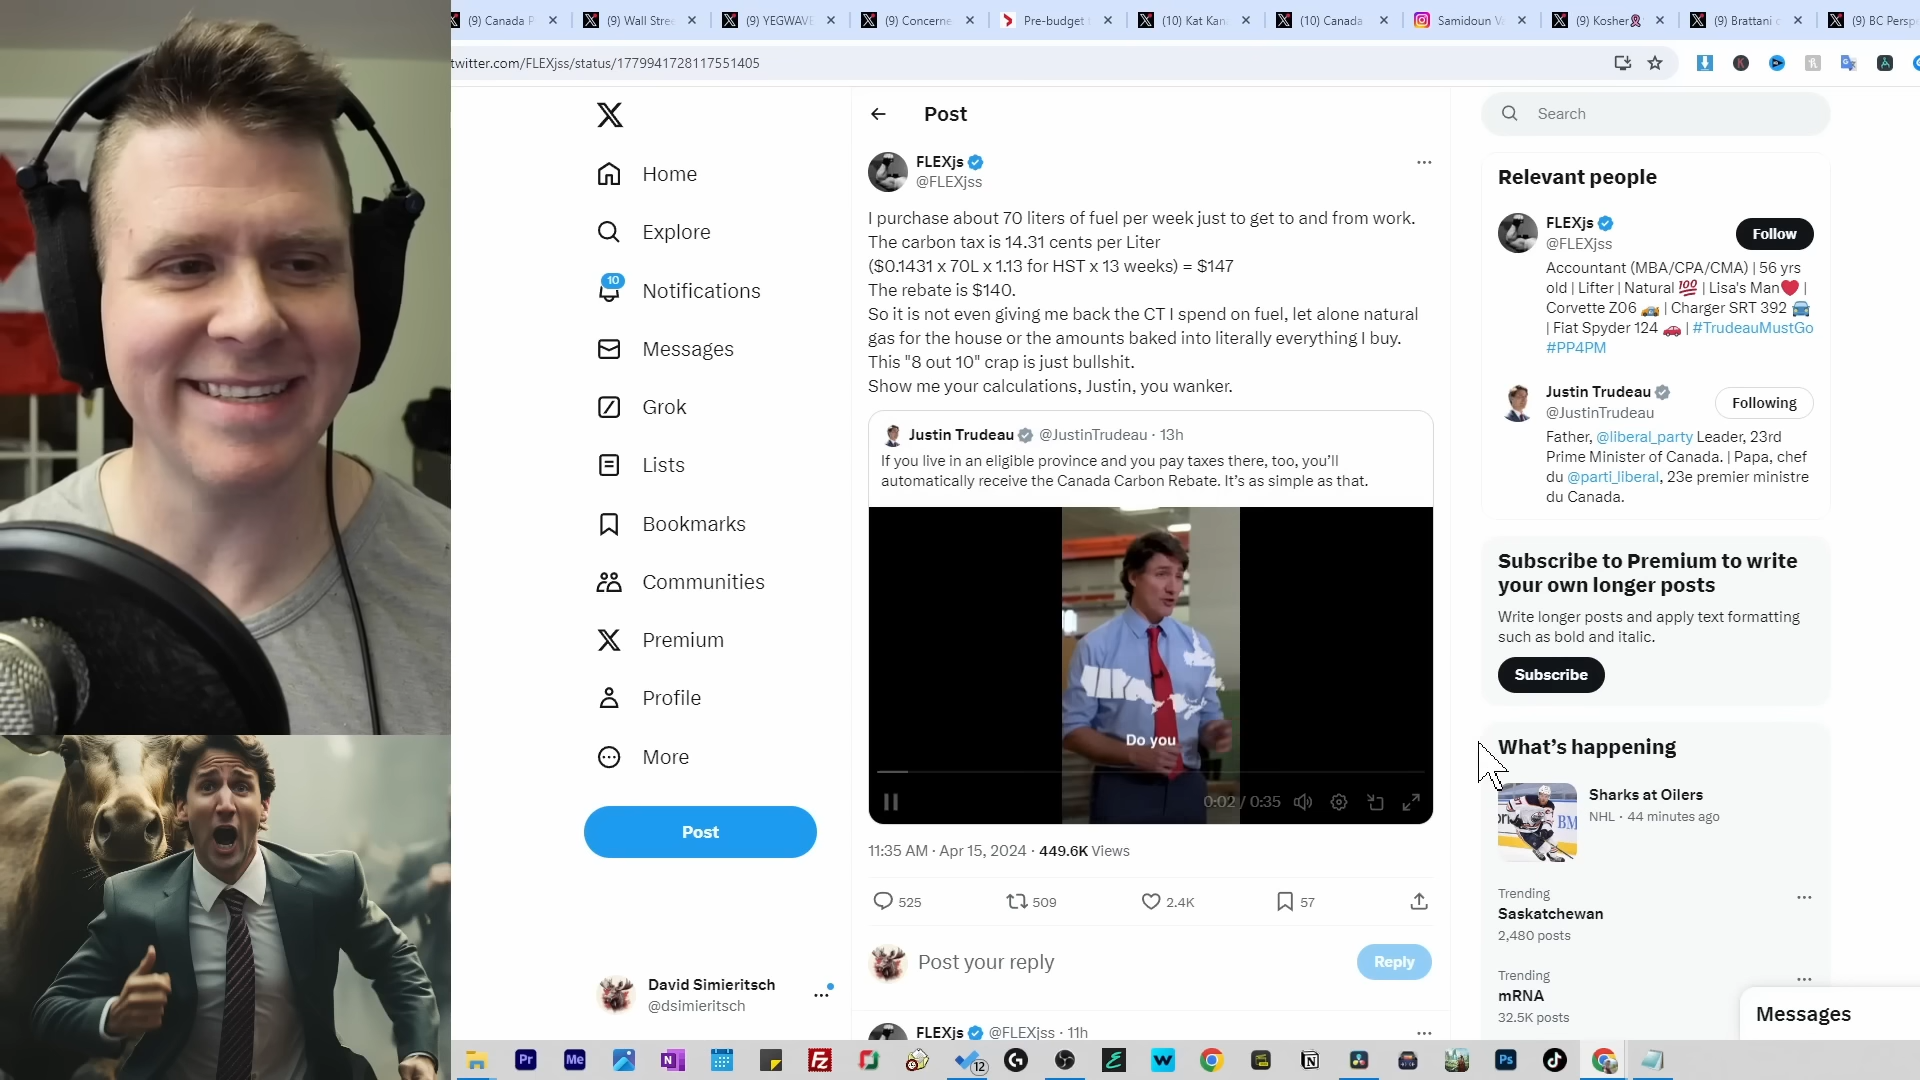 (9) Canada P
(9) Wall Stre
(9) YEGWAVE
(9) Concerne
Pre-budget
(10) Kat Kan
(10) Canada
Samidoun Va
(9) Kosher
(9) Brattani
(9) BC Persp
twitter.com/FLEXjss/status/1779941728117551405
Home
Explore
10
Notifications
Messages
Grok
Lists
Bookmarks
Communities
Premium
Profile
More
Post
David Simieritsch
@dsimieritsch
Post
FLEXjs
@FLEXjss
I purchase about 70 liters of fuel per week just to get to and from work.
The carbon tax is 14.31 cents per Liter
($0.1431 x 70L x 1.13 for HST x 13 weeks) = $147
The rebate is $140.
So it is not even giving me back the CT I spend on fuel, let alone natural
gas for the house or the amounts baked into literally everything I buy.
This "8 out 10" crap is just bullshit.
Show me your calculations, Justin, you wanker.
Justin Trudeau @JustinTrudeau · 13h
If you live in an eligible province and you pay taxes there, too, you’ll
automatically receive the Canada Carbon Rebate. It’s as simple as that.
Do you
0:02 / 0:35
11:35 AM · Apr 15, 2024 · 449.6K Views
525
509
2.4K
57
Post your reply
Reply
FLEXjs @FLEXjss · 11h
Search
Relevant people
FLEXjs
@FLEXjss
Follow
Accountant (MBA/CPA/CMA) | 56 yrs
old | Lifter | Natural 💯 | Lisa's Man❤️ |
Corvette Z06 | Charger SRT 392
| Fiat Spyder 124 | #TrudeauMustGo
#PP4PM
Justin Trudeau
@JustinTrudeau
Following
Father, @liberal_party Leader, 23rd
Prime Minister of Canada. | Papa, chef
du @parti_liberal, 23e premier ministre
du Canada.
Subscribe to Premium to write
your own longer posts
Write longer posts and apply text formatting
such as bold and italic.
Subscribe
What’s happening
Sharks at Oilers
NHL · 44 minutes ago
Trending
Saskatchewan
2,480 posts
Trending
mRNA
32.5K posts
Messages
Pr
Me
N
Fz
12
Ps